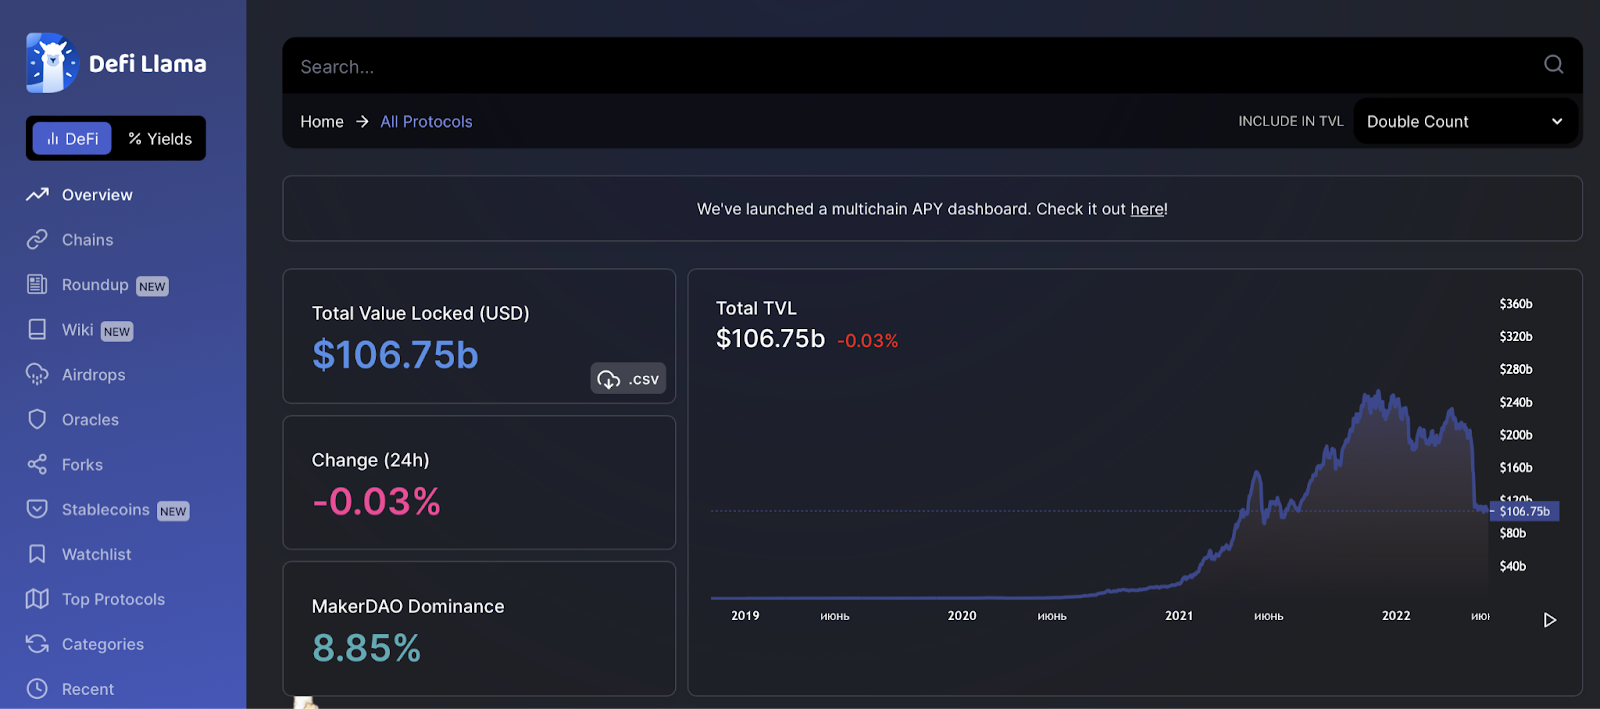 Defi Llama
DeFi
% Yields
Overview
Chains
Roundup NEW
Wiki NEW
Airdrops
Oracles
Forks
Stablecoins NEW
Watchlist
Top Protocols
Categories
Recent
Search...
Home → All Protocols
INCLUDE IN TVL
Double Count
We've launched a multichain APY dashboard. Check it out here!
Total Value Locked (USD)
$106.75b
.csv
Change (24h)
-0.03%
MakerDAO Dominance
8.85%
Total TVL
$106.75b -0.03%
$360b
$320b
$280b
$240b
$200b
$160b
$120b
$106.75b
$80b
$40b
2019 июнь 2020 июнь 2021 июнь 2022